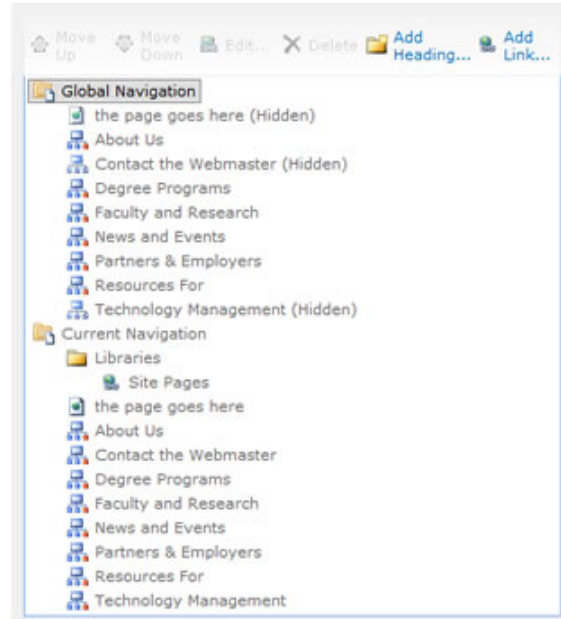 Move Up
Move Down
Edit...
Delete
Add Heading...
Add Link...
Global Navigation
the page goes here (Hidden)
About Us
Contact the Webmaster (Hidden)
Degree Programs
Faculty and Research
News and Events
Partners & Employers
Resources For
Technology Management (Hidden)
Current Navigation
Libraries
Site Pages
the page goes here
About Us
Contact the Webmaster
Degree Programs
Faculty and Research
News and Events
Partners & Employers
Resources For
Technology Management